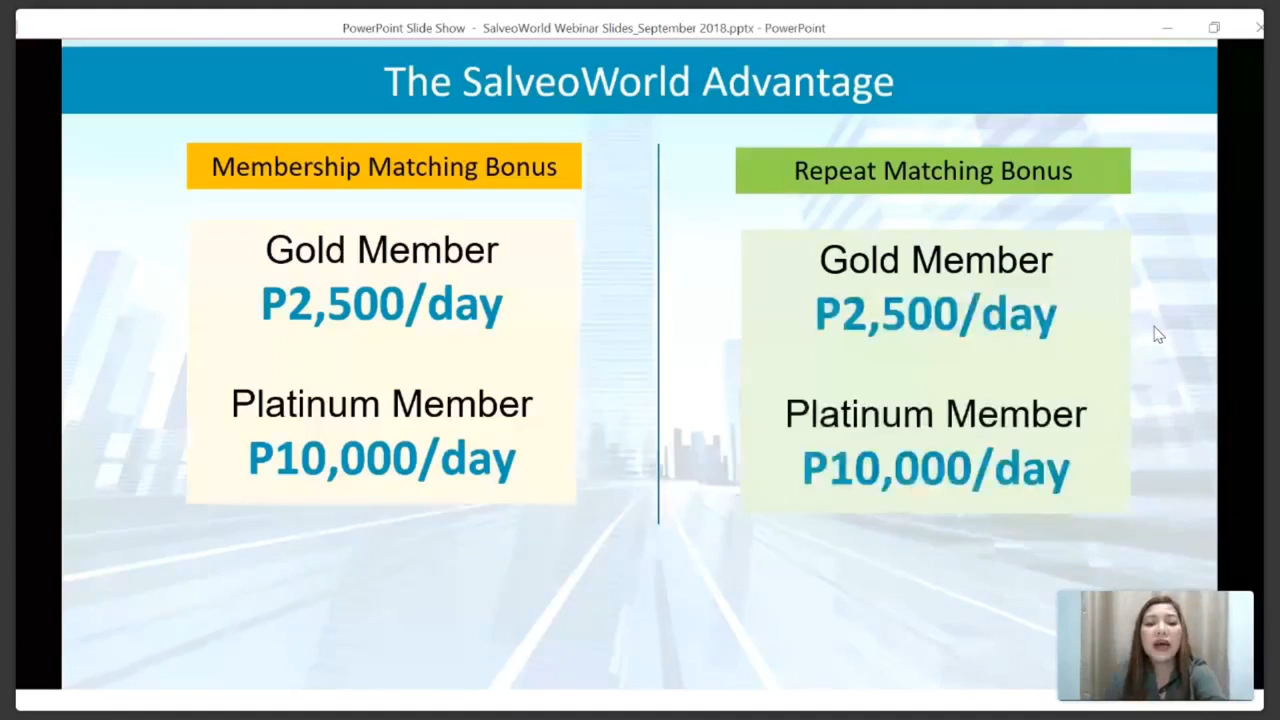 PowerPoint Slide Show - SalveoWorld Webinar Slides_September 2018.pptx - PowerPoint
The SalveoWorld Advantage
Membership Matching Bonus
Gold Member
P2,500/day
Platinum Member
P10,000/day
Repeat Matching Bonus
Gold Member
P2,500/day
Platinum Member
P10,000/day